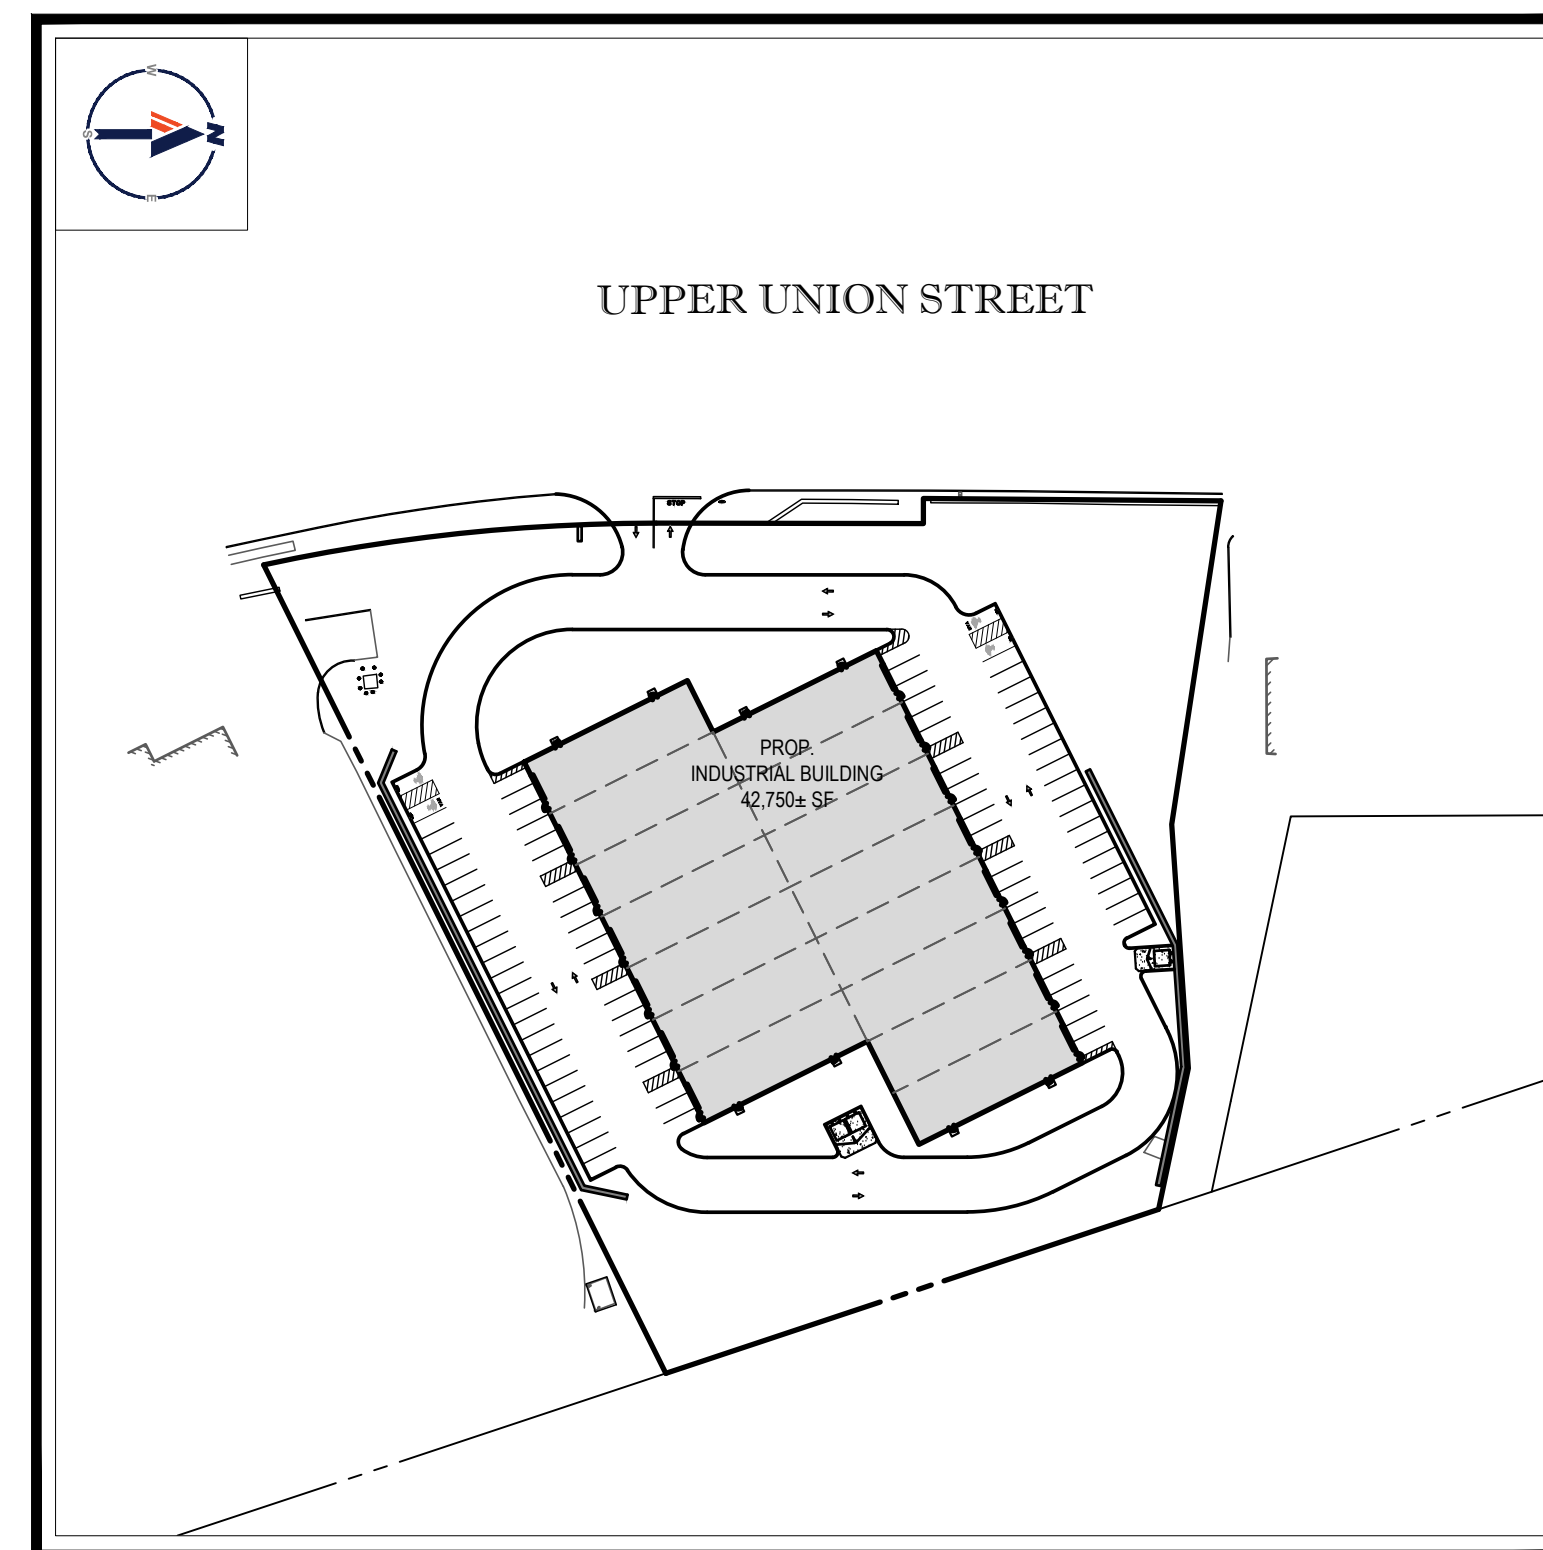 W
S
N
E
UPPER UNION STREET
STOP
PROP.
INDUSTRIAL BUILDING
42,750± SF